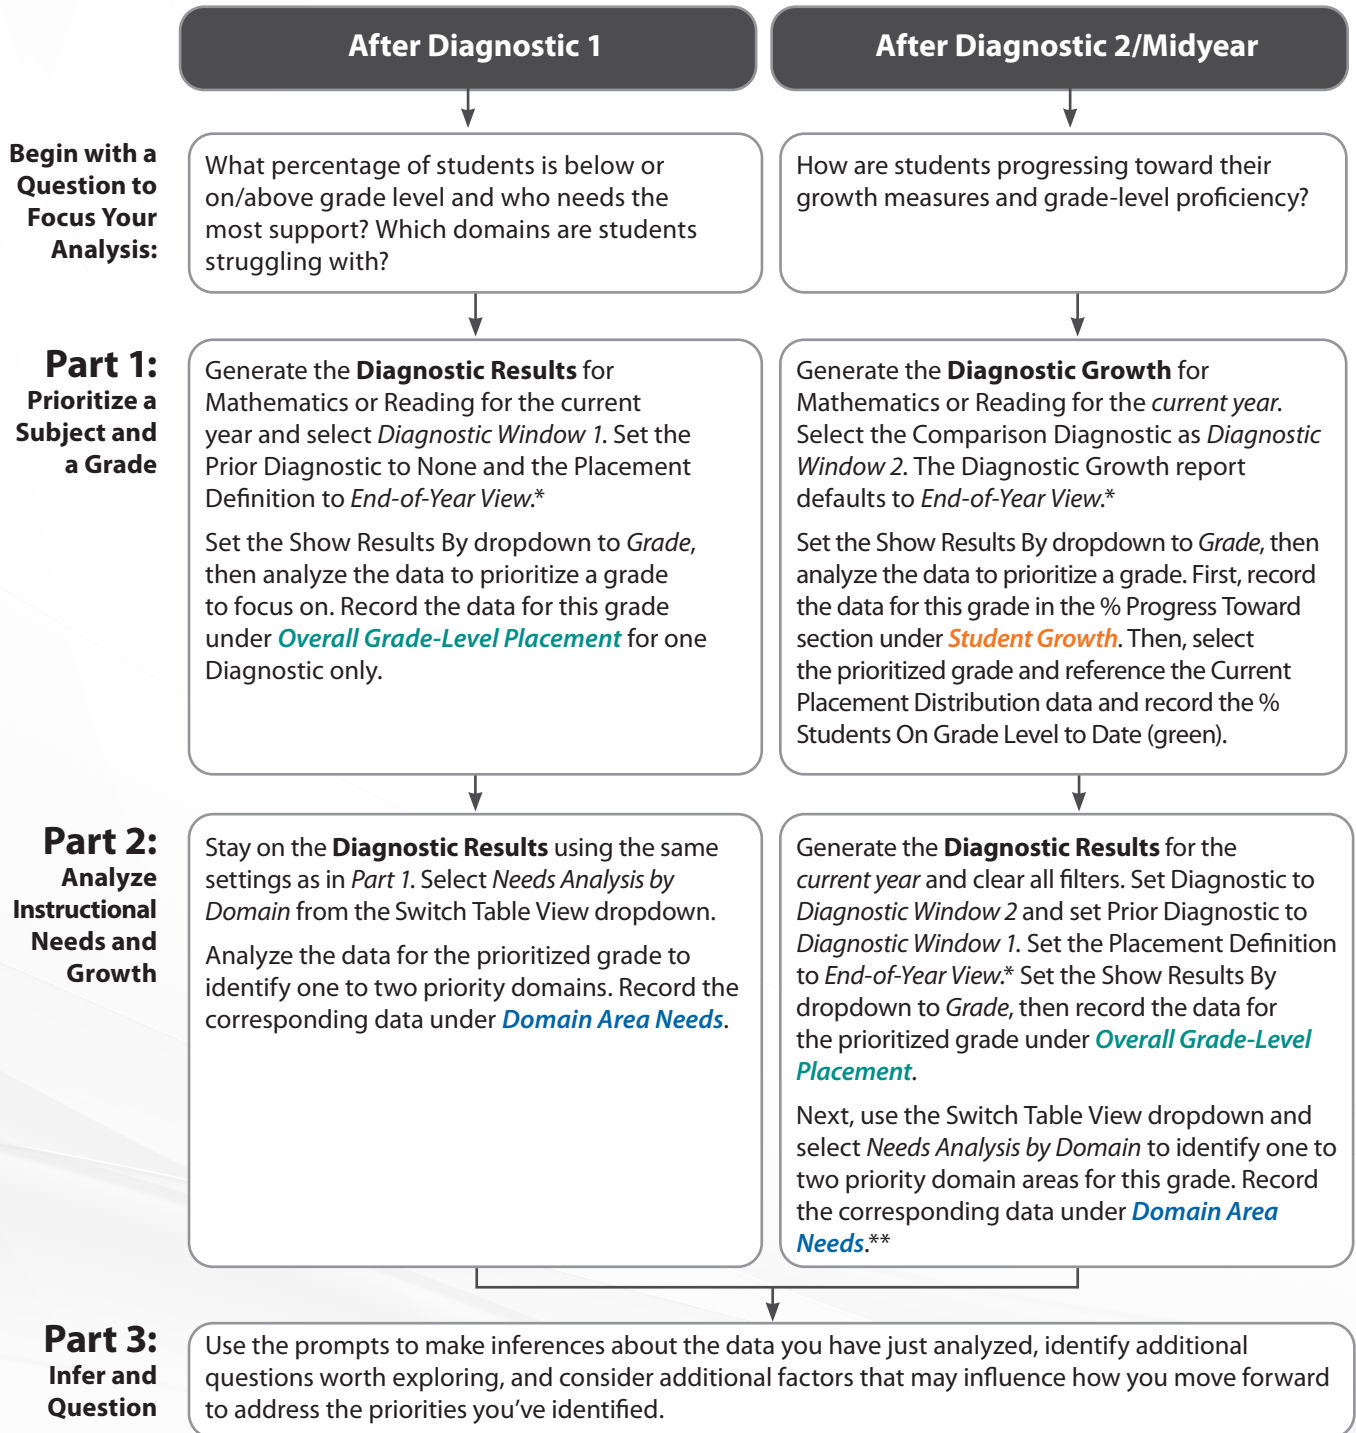 After Diagnostic 1
After Diagnostic 2/Midyear
Begin with a
Question to
Focus Your
Analysis:
What percentage of students is below or
on/above grade level and who needs the
most support? Which domains are students
struggling with?
How are students progressing toward their
growth measures and grade-level proficiency?
Part 1:
Prioritize a
Subject and
a Grade
Generate the Diagnostic Results for
Mathematics or Reading for the current
year and select Diagnostic Window 1. Set the
Prior Diagnostic to None and the Placement
Definition to End-of-Year View.*
Set the Show Results By dropdown to Grade,
then analyze the data to prioritize a grade
to focus on. Record the data for this grade
under Overall Grade-Level Placement for one
Diagnostic only.
Generate the Diagnostic Growth for
Mathematics or Reading for the current year.
Select the Comparison Diagnostic as Diagnostic
Window 2. The Diagnostic Growth report
defaults to End-of-Year View.*
Set the Show Results By dropdown to Grade, then
analyze the data to prioritize a grade. First, record
the data for this grade in the % Progress Toward
section under Student Growth. Then, select
the prioritized grade and reference the Current
Placement Distribution data and record the %
Students On Grade Level to Date (green).
Part 2:
Analyze
Instructional
Needs and
Growth
Stay on the Diagnostic Results using the same
settings as in Part 1. Select Needs Analysis by
Domain from the Switch Table View dropdown.
Analyze the data for the prioritized grade to
identify one to two priority domains. Record the
corresponding data under Domain Area Needs.
Generate the Diagnostic Results for the
current year and clear all filters. Set Diagnostic to
Diagnostic Window 2 and set Prior Diagnostic to
Diagnostic Window 1. Set the Placement Definition
to End-of-Year View.* Set the Show Results By
dropdown to Grade, then record the data for
the prioritized grade under Overall Grade-Level
Placement.
Next, use the Switch Table View dropdown and
select Needs Analysis by Domain to identify one to
two priority domain areas for this grade. Record
the corresponding data under Domain Area
Needs.**
Part 3:
Infer and
Question
Use the prompts to make inferences about the data you have just analyzed, identify additional
questions worth exploring, and consider additional factors that may influence how you move forward
to address the priorities you've identified.